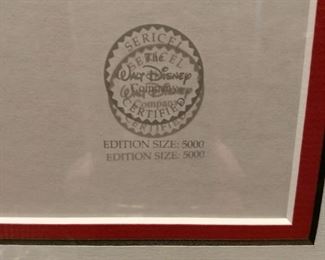 SERICEL
The
Walt Disney
Company
CERTIFIED
EDITION SIZE: 5000
EDITION SIZE: 5000